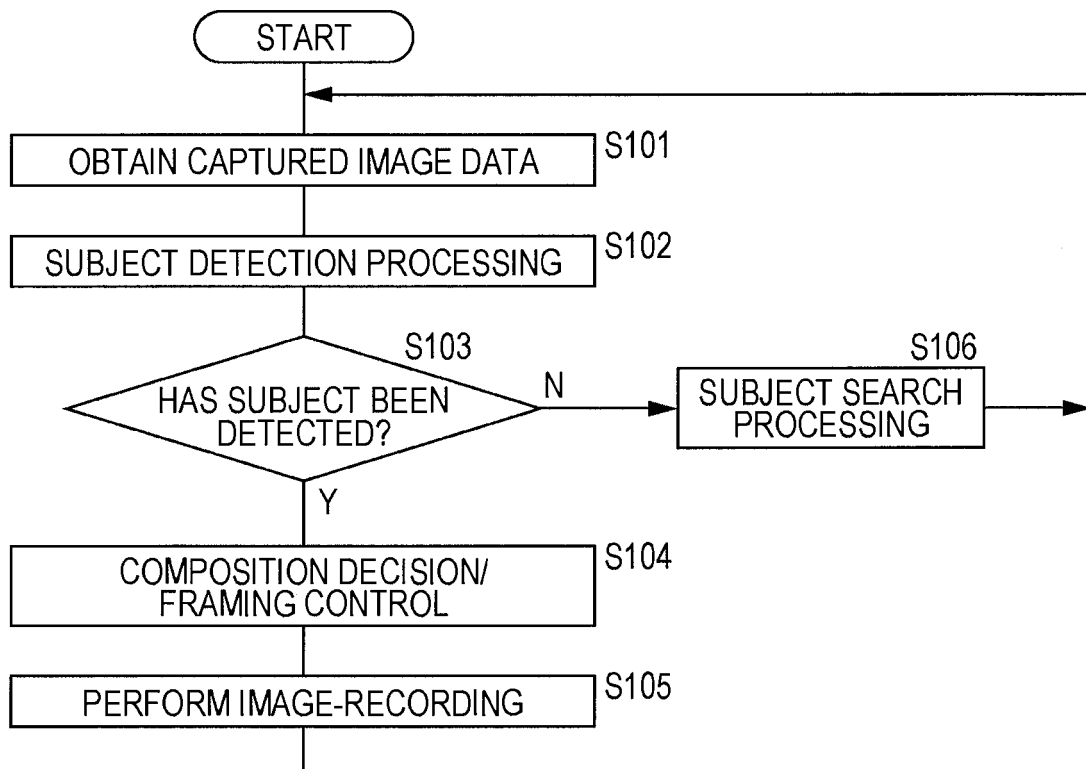 START
OBTAIN CAPTURED IMAGE DATA
S101
SUBJECT DETECTION PROCESSING
S102
S103
HAS SUBJECT BEEN
DETECTED?
N
S106
SUBJECT SEARCH
PROCESSING
Y
COMPOSITION DECISION/
FRAMING CONTROL
S104
PERFORM IMAGE-RECORDING
S105